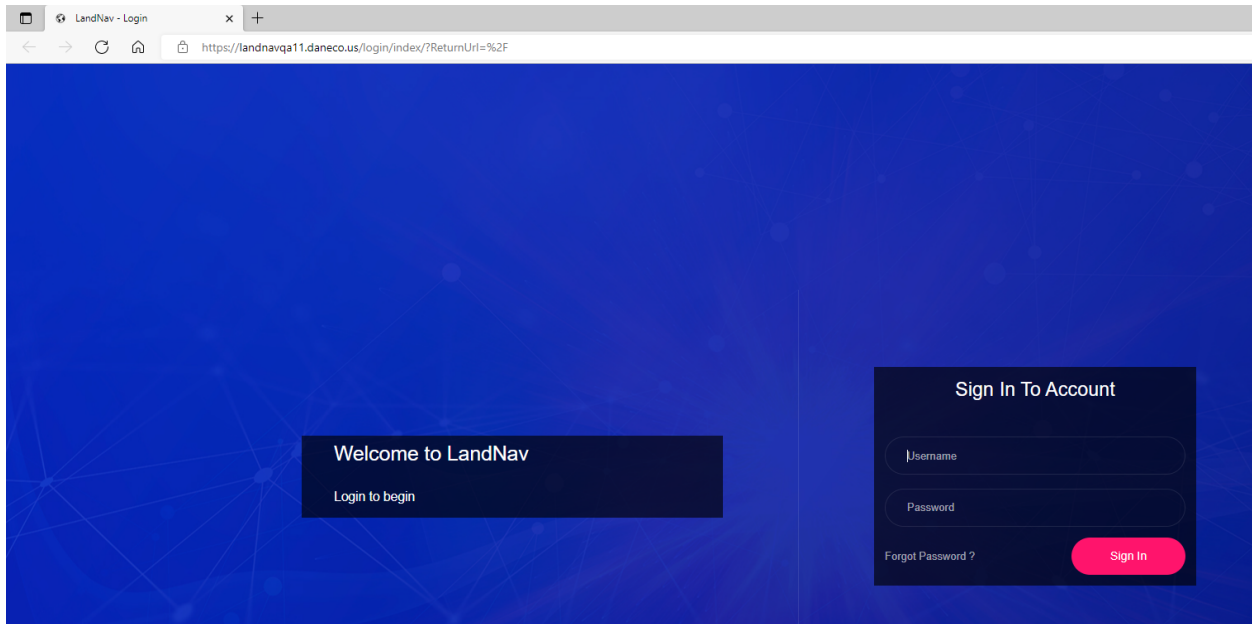 LandNav - Login
https://landnavqa11.daneco.us/login/index/?ReturnUrl=%2F
Welcome to LandNav
Login to begin
Sign In To Account
Username
Password
Forgot Password ?
Sign In